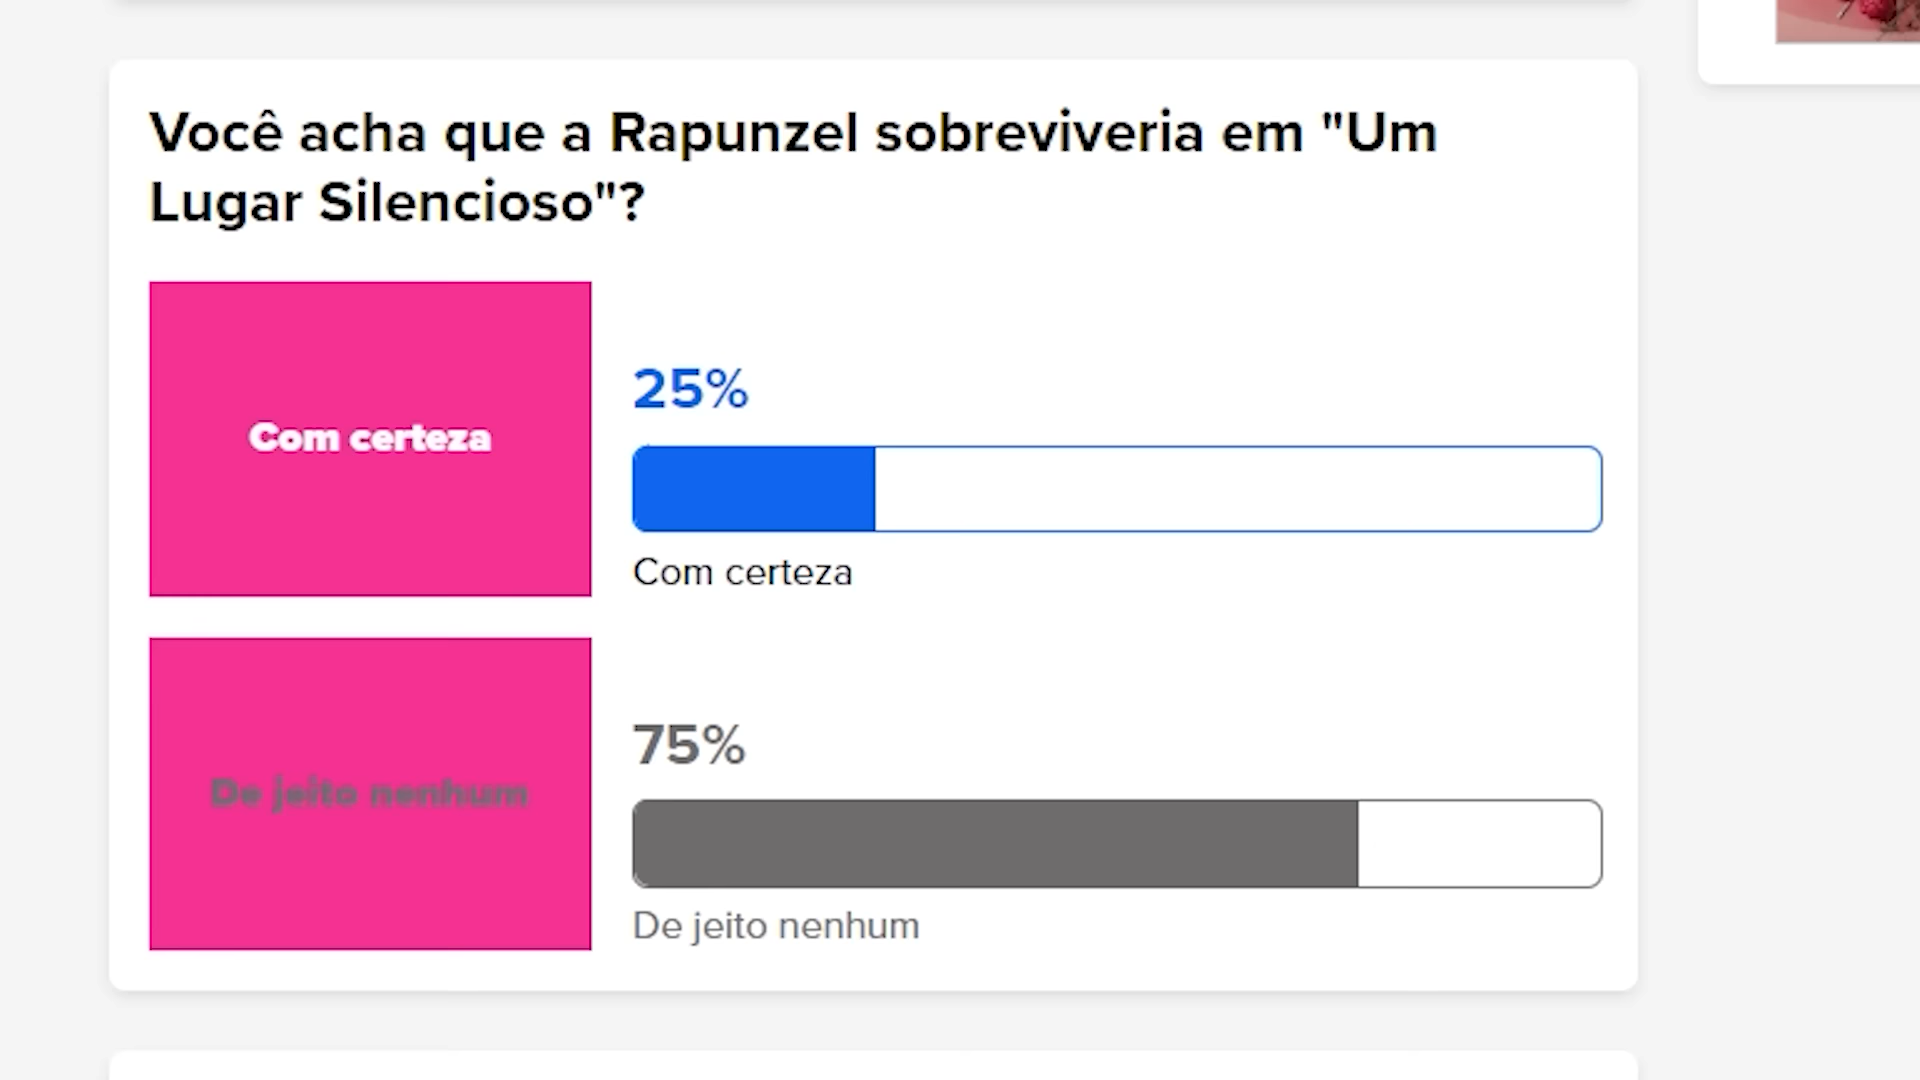 Você acha que a Rapunzel sobreviveria em "Um
Lugar Silencioso"?
Com certeza
25%
Com certeza
De jeito nenhum
75%
De jeito nenhum